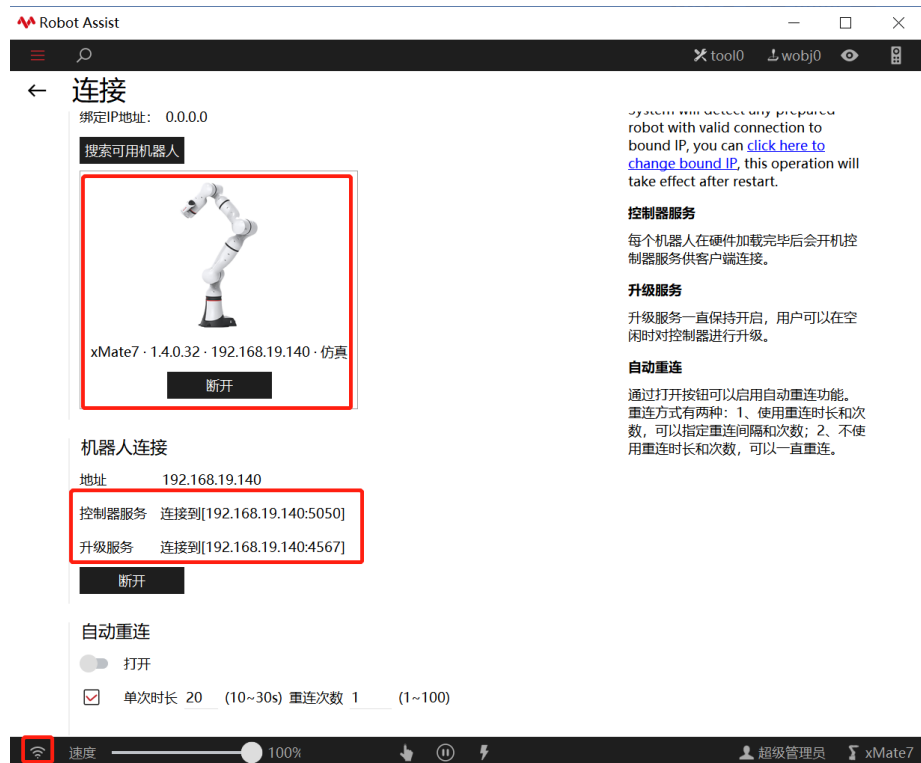 Robot Assist
tool0
wobj0
连接
绑定IP地址: 0.0.0.0
搜索可用机器人
xMate7 · 1.4.0.32 · 192.168.19.140 · 仿真
断开
机器人连接
地址 192.168.19.140
控制器服务 连接到[192.168.19.140:5050]
升级服务 连接到[192.168.19.140:4567]
断开
自动重连
打开
单次时长 20 (10~30s) 重连次数 1 (1~100)
System will detect any prepared
robot with valid connection to
bound IP, you can click here to
change bound IP, this operation will
take effect after restart.
控制器服务
每个机器人在硬件加载完毕后会开机控
制器服务供客户端连接。
升级服务
升级服务一直保持开启，用户可以在空
闲时对控制器进行升级。
自动重连
通过打开按钮可以启用自动重连功能。
重连方式有两种：1、使用重连时长和次
数，可以指定重连间隔和次数；2、不使
用重连时长和次数，可以一直重连。
速度 100%
超级管理员
xMate7